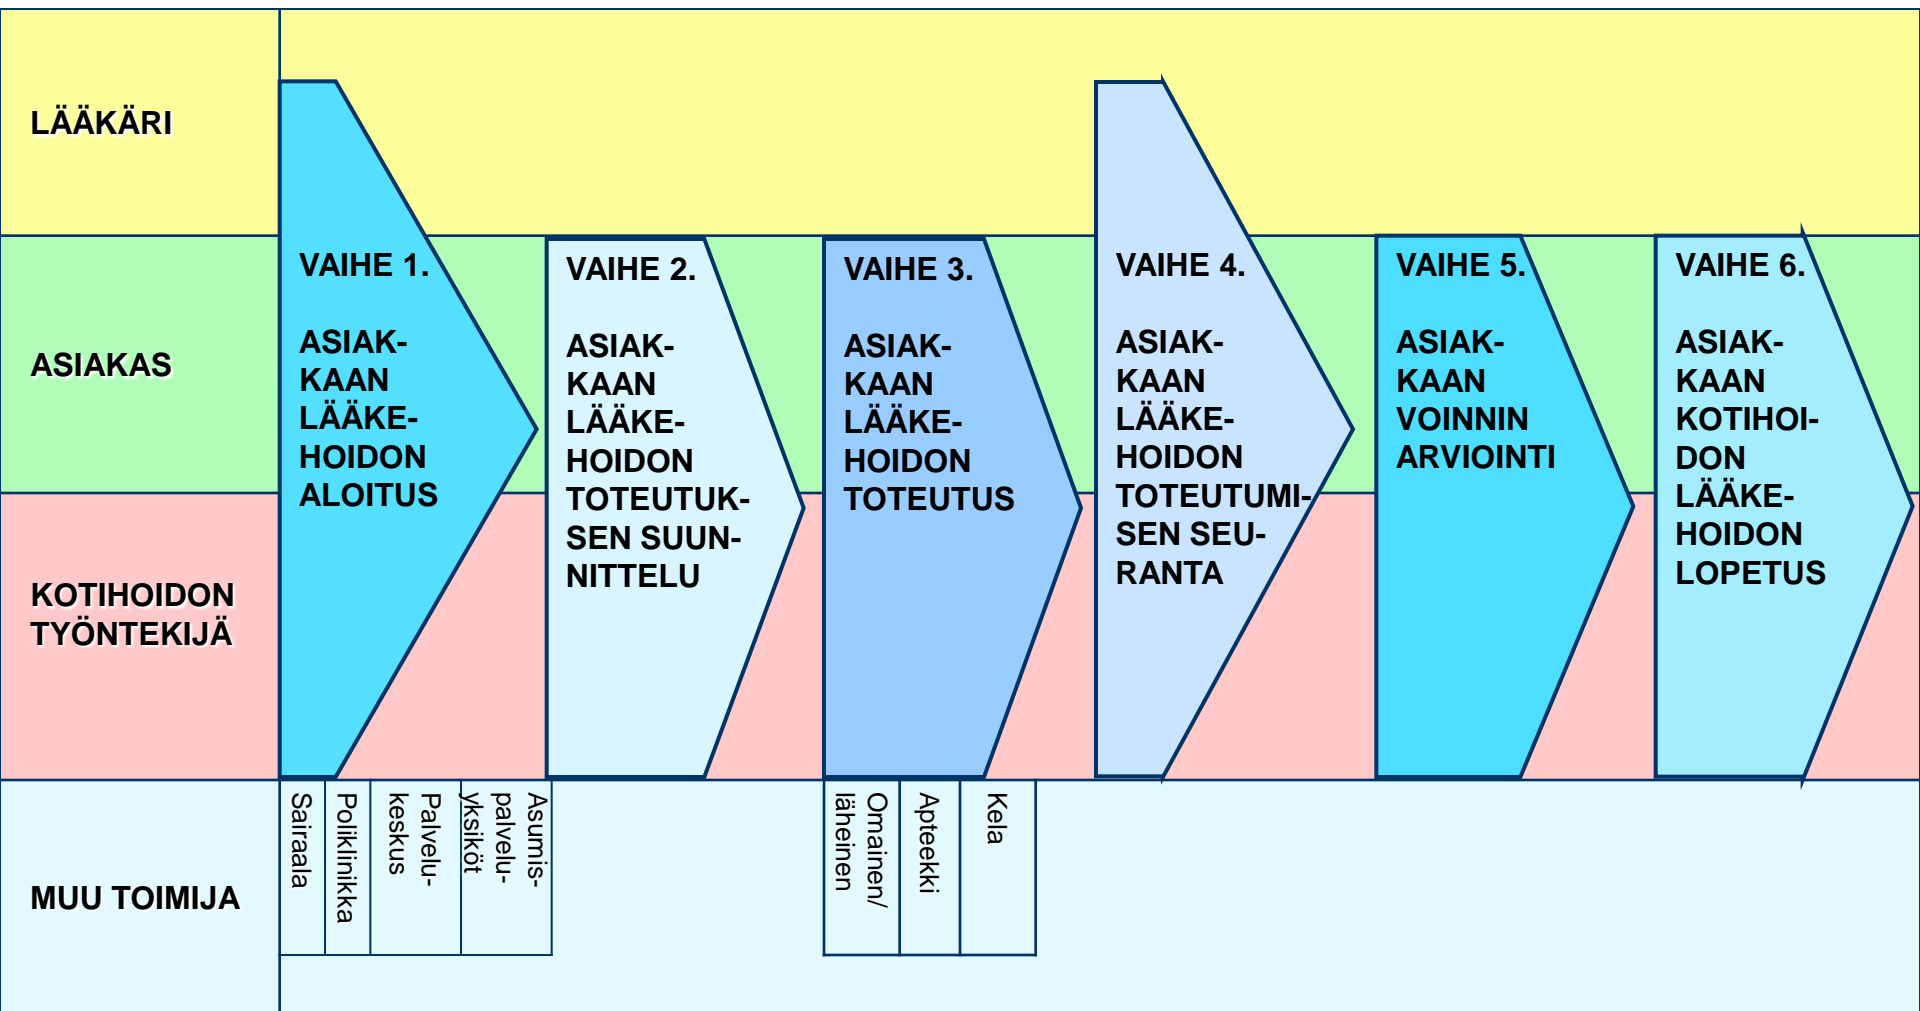 LÄÄKÄRI
ASIAKAS
KOTIHOIDON
TYÖNTEKIJÄ
MUU TOIMIJA
VAIHE 1.
ASIAK-
KAAN
LÄÄKE-
HOIDON
ALOITUS
VAIHE 2.
ASIAK-
KAAN
LÄÄKE-
HOIDON
TOTEUTUK-
SEN SUUN-
NITTELU
VAIHE 3.
ASIAK-
KAAN
LÄÄKE-
HOIDON
TOTEUTUS
VAIHE 4.
ASIAK-
KAAN
LÄÄKE-
HOIDON
TOTEUTUMI-
SEN SEU-
RANTA
VAIHE 5.
ASIAK-
KAAN
VOINNIN
ARVIOINTI
VAIHE 6.
ASIAK-
KAAN
KOTIHOI-
DON
LÄÄKE-
HOIDON
LOPETUS
Sairaala
Poliklinikka
Palvelu-
keskus
Asumis-
palvelu-
yksiköt
Omainen/
läheinen
Apteekki
Kela